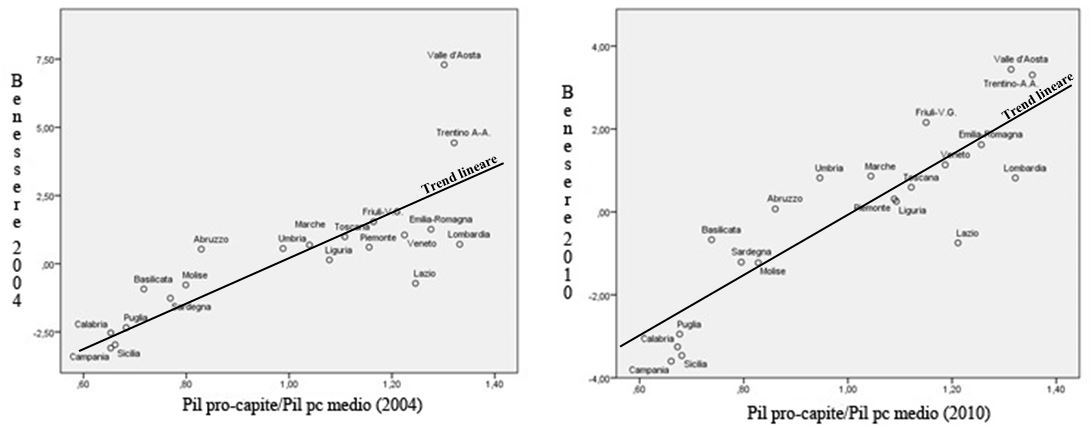 Benessere 2004
7,50
5,00
2,50
,00
-2,50
Valle d'Aosta
Trentino A-A.
Trend lineare
Friuli-V.G.
Emilia-Romagna
Marche
Toscana
Umbria
Piemonte
Veneto
Lombardia
Abruzzo
Liguria
Lazio
Basilicata
Molise
Sardegna
Puglia
Calabria
Campania
Sicilia
,60
,80
1,00
1,20
1,40
Pil pro-capite/Pil pc medio (2004)
Benessere 2010
4,00
2,00
,00
-2,00
-4,00
Valle d'Aosta
Trentino-A.A.
Trend lineare
Friuli-V.G.
Emilia-Romagna
Veneto
Umbria
Marche
Lombardia
Toscana
Abruzzo
Piemonte
Liguria
Basilicata
Lazio
Sardegna
Molise
Puglia
Calabria
Sicilia
Campania
,60
,80
1,00
1,20
1,40
Pil pro-capite/Pil pc medio (2010)